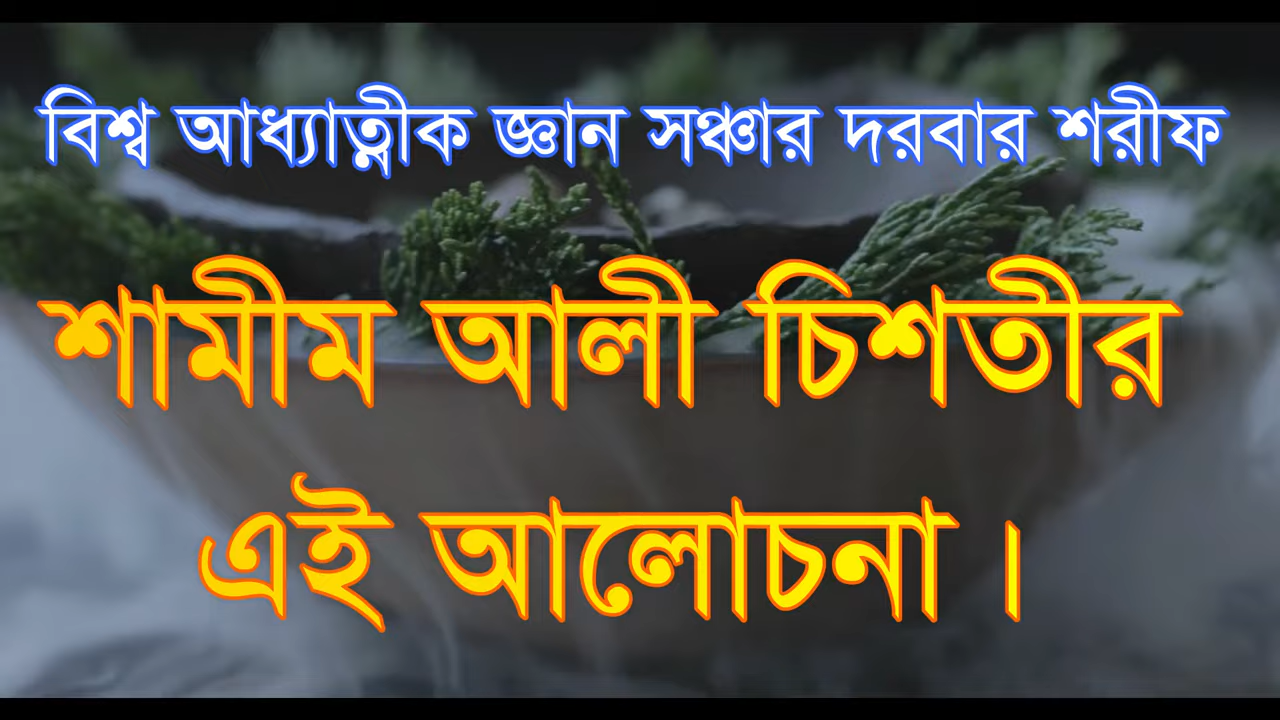 বিশ্ব আধ্যাত্নীক জ্ঞান সঞ্চার দরবার শরীফ
শামীম আলী চিশতীর
এই আলোচনা ।